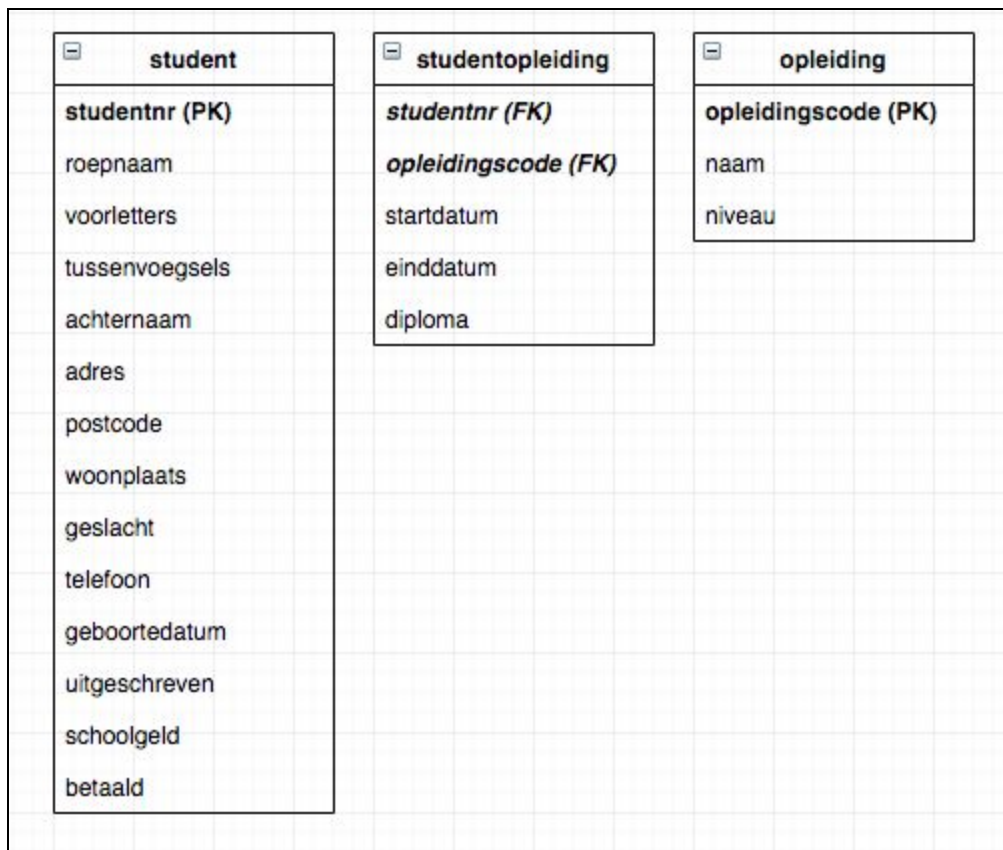 student
studentnr (PK)
roepnaam
voorletters
tussenvoegsels
achternaam
adres
postcode
woonplaats
geslacht
telefoon
geboortedatum
uitgeschreven
schoolgeld
betaald
studentopleiding
studentnr (FK)
opleidingscode (FK)
startdatum
einddatum
diploma
opleiding
opleidingscode (PK)
naam
niveau